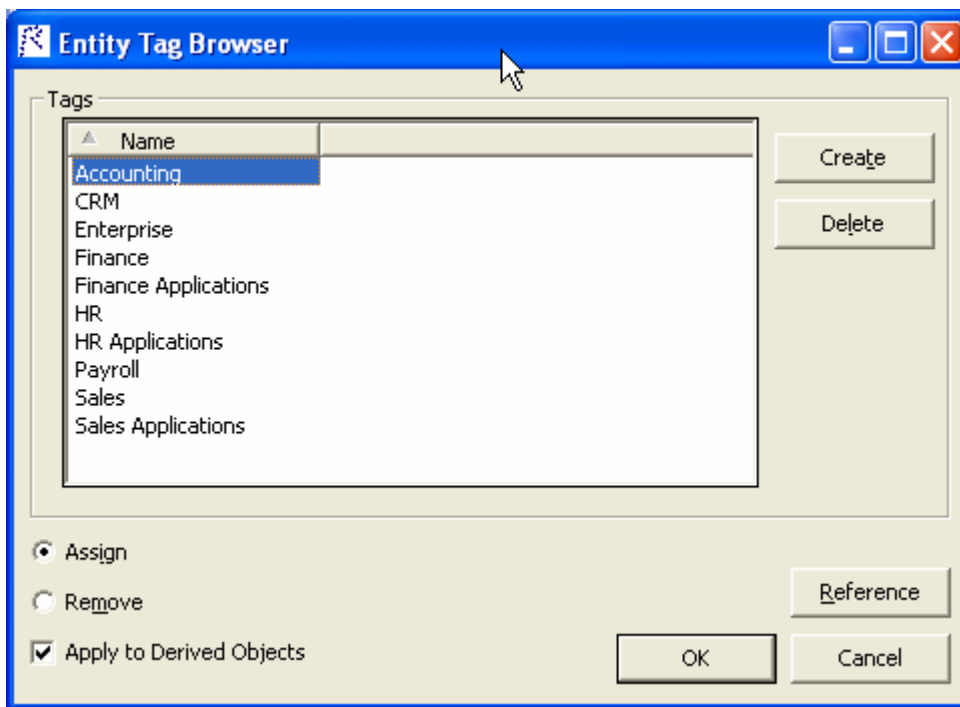 Entity Tag Browser
Tags
Name
Accounting
CRM
Enterprise
Finance
Finance Applications
HR
HR Applications
Payroll
Sales
Sales Applications
Create
Delete
Assign
Remove
Apply to Derived Objects
Reference
OK
Cancel